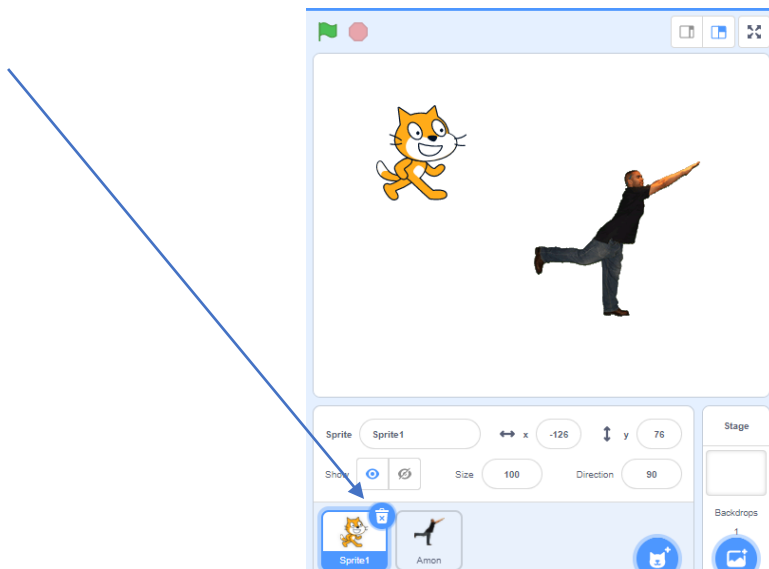 Sprite Sprite1 x -126 y 76
Show Size 100 Direction 90
Sprite1 Amon
Stage
Backdrops
1